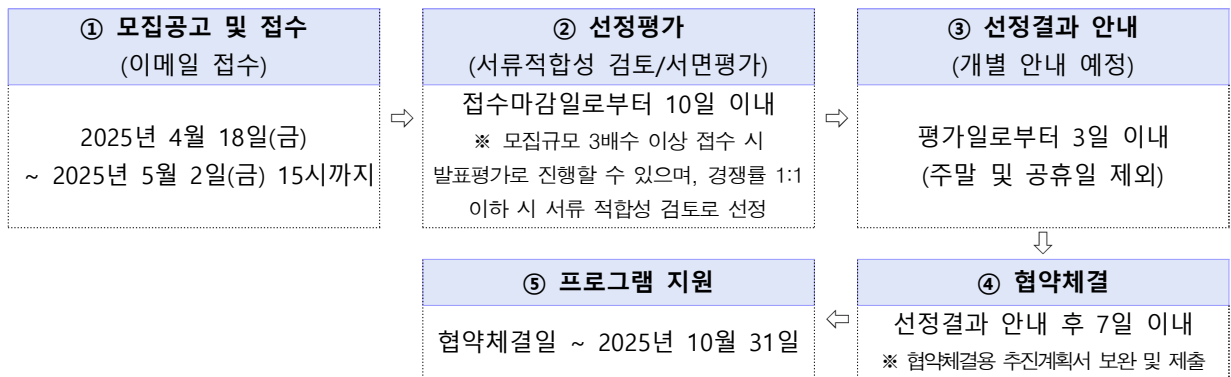 ① 모집공고 및 접수
(이메일 접수)
2025년 4월 18일(금)
~ 2025년 5월 2일(금) 15시까지
⇨
② 선정평가
(서류적합성 검토/서면평가)
접수마감일로부터 10일 이내
※ 모집규모 3배수 이상 접수 시
발표평가로 진행할 수 있으며, 경쟁률 1:1
이하 시 서류 적합성 검토로 선정
⇨
③ 선정결과 안내
(개별 안내 예정)
평가일로부터 3일 이내
(주말 및 공휴일 제외)
⇩
④ 협약체결
선정결과 안내 후 7일 이내
※ 협약체결용 추진계획서 보완 및 제출
⇦
⑤ 프로그램 지원
협약체결일 ~ 2025년 10월 31일